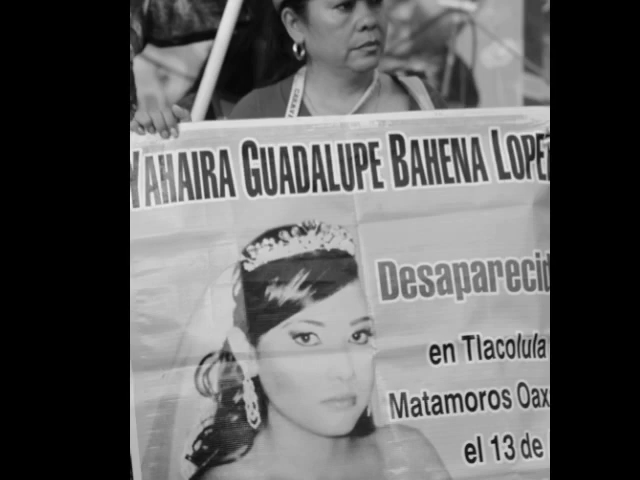 YAHAIRA GUADALUPE BAHENA LOPE
Desaparecid
en Tlacolula
Matamoros Oax
el 13 de